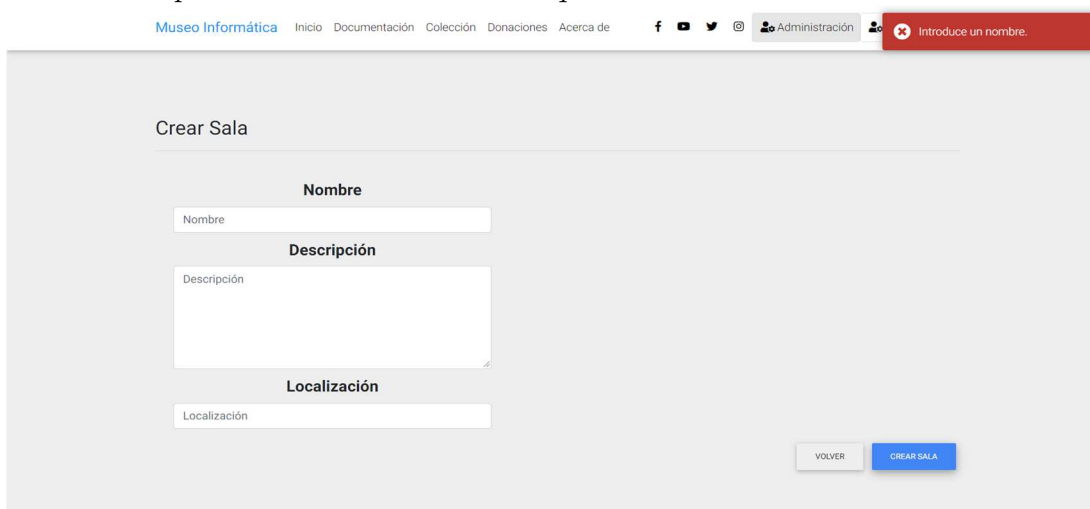 Museo Informática Inicio Documentación Colección Donaciones Acerca de Administración
Introduce un nombre.
Crear Sala
Nombre
Nombre
Descripción
Descripción
Localización
Localización
VOLVER CREAR SALA